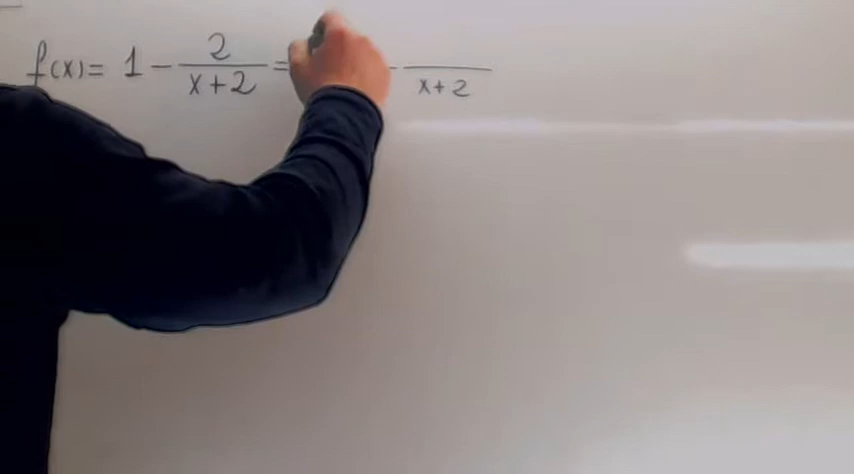 f(x) = 1 - 2/(x+2) = - /(x+2)